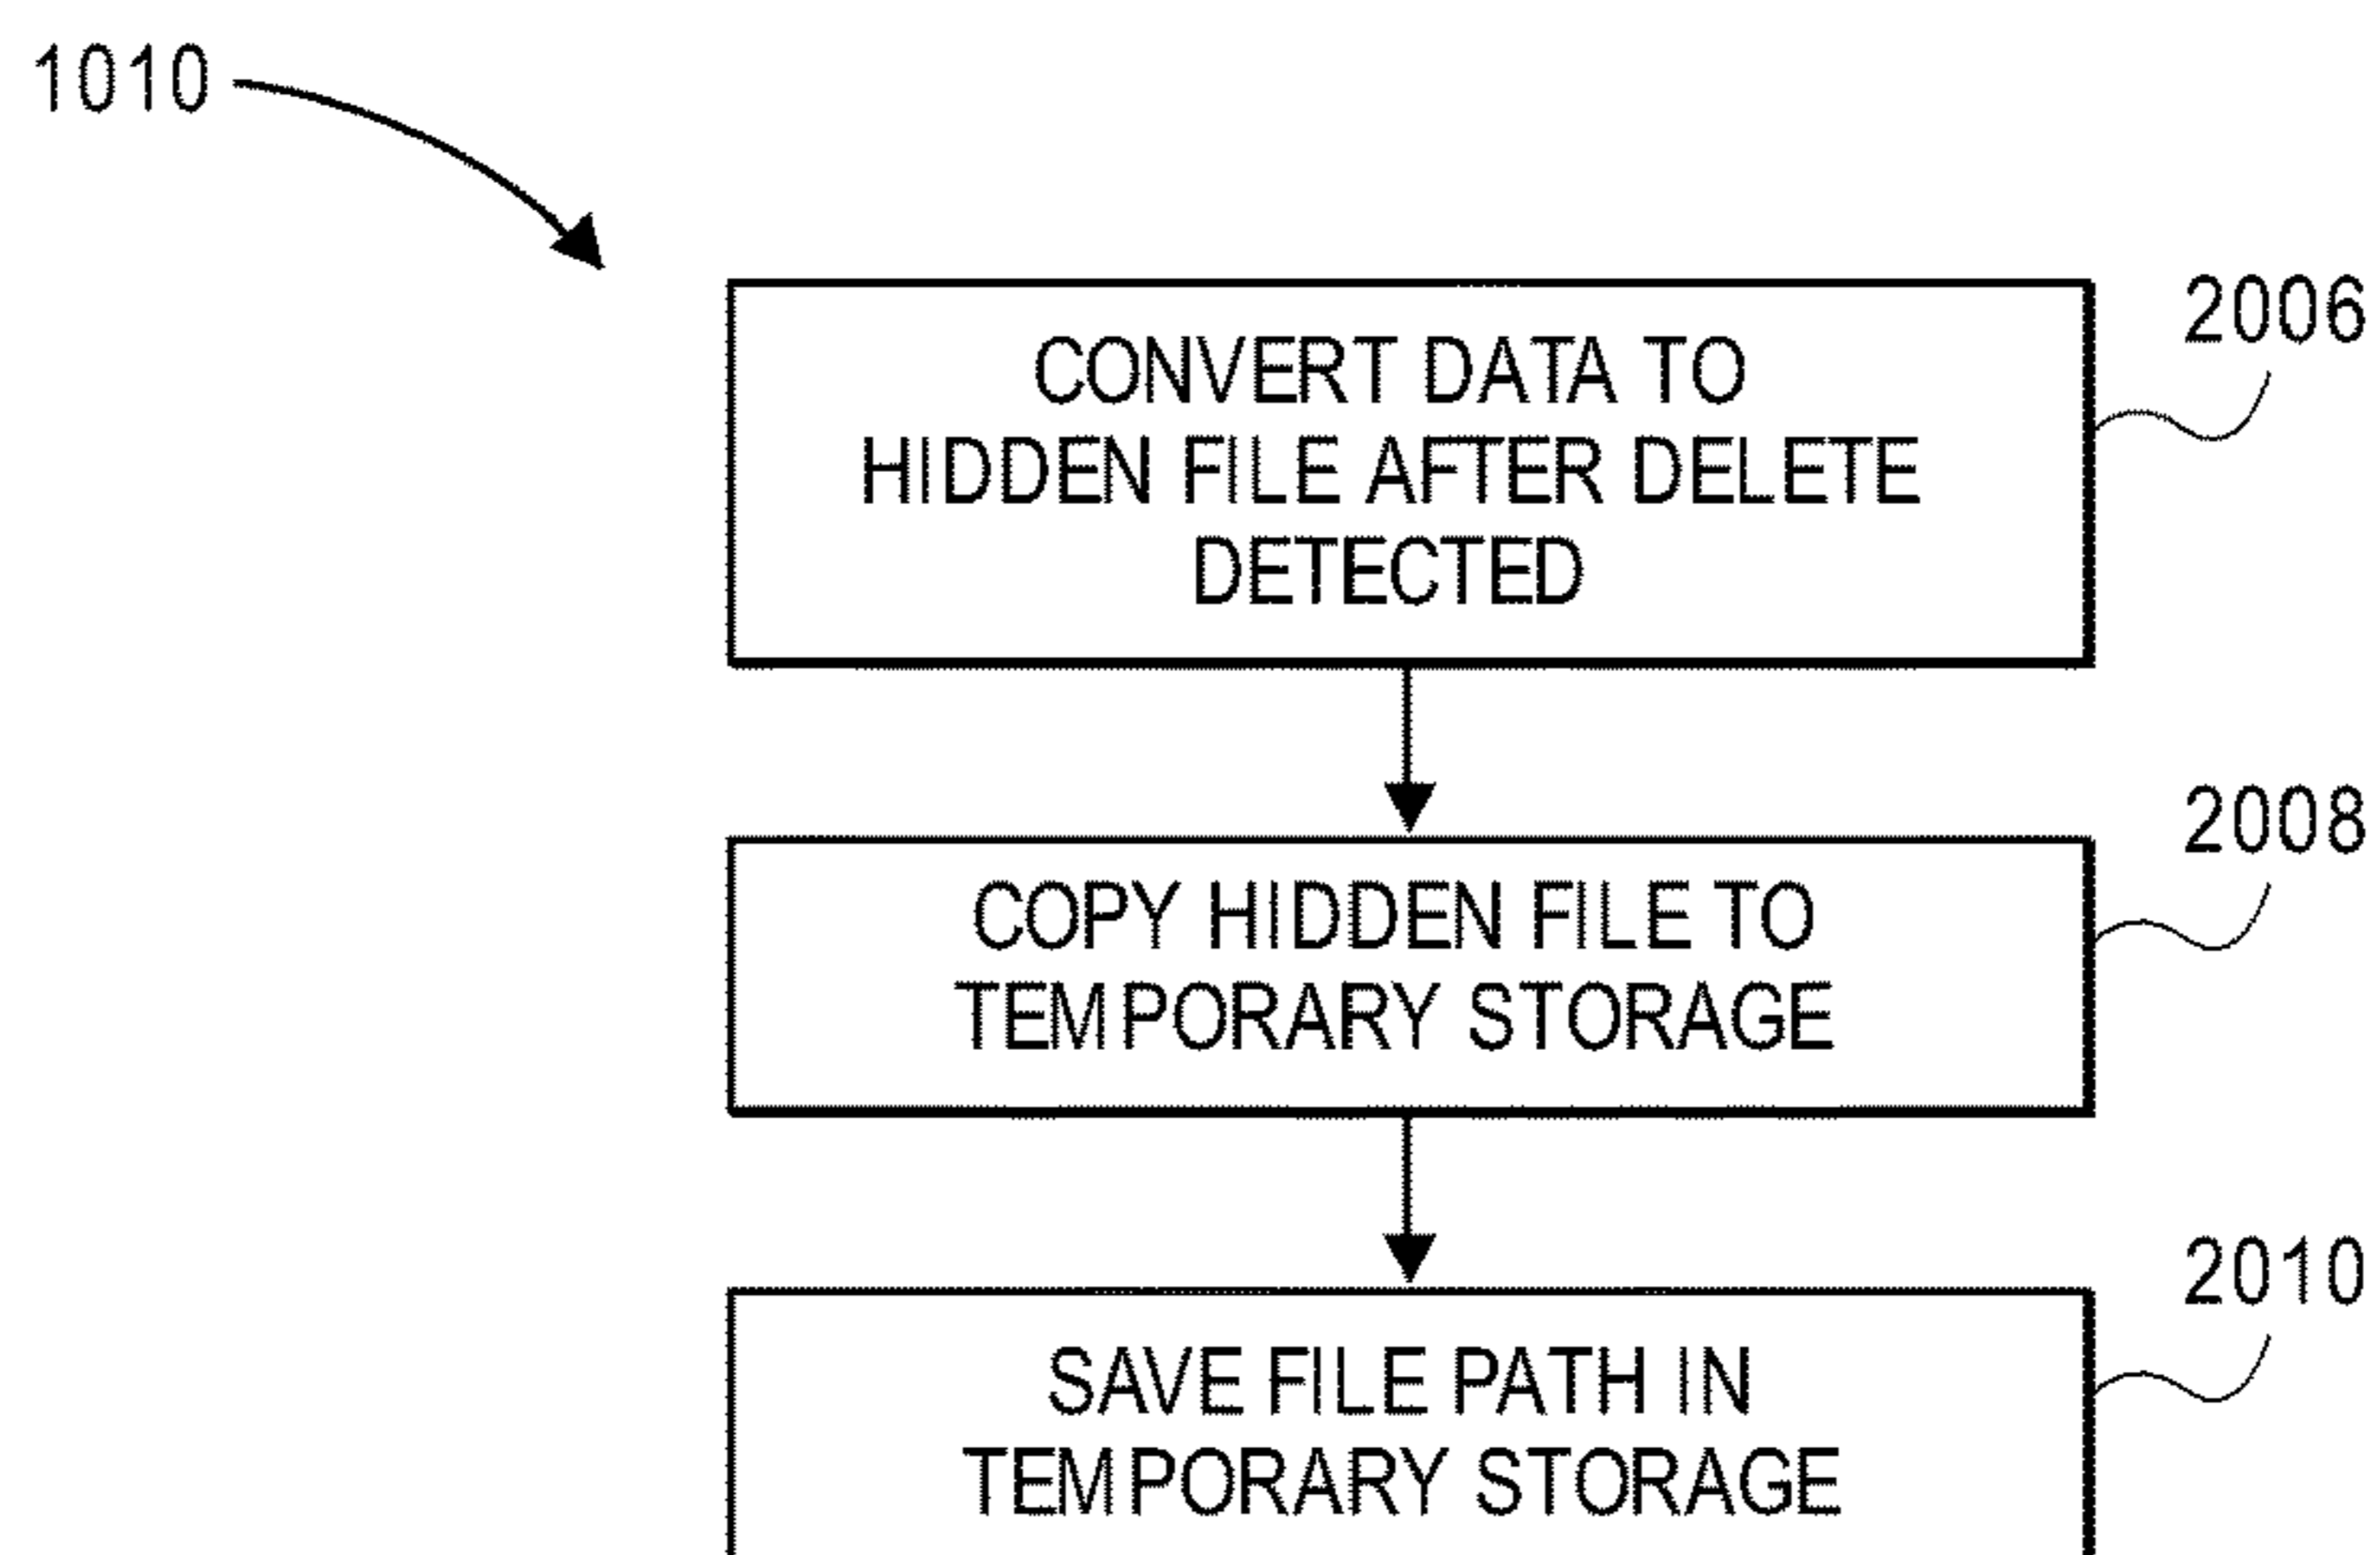 1010
2006
CONVERT DATA TO
HIDDEN FILE AFTER DELETE
DETECTED
2008
COPY HIDDEN FILE TO
TEMPORARY STORAGE
2010
SAVE FILE PATH IN
TEMPORARY STORAGE